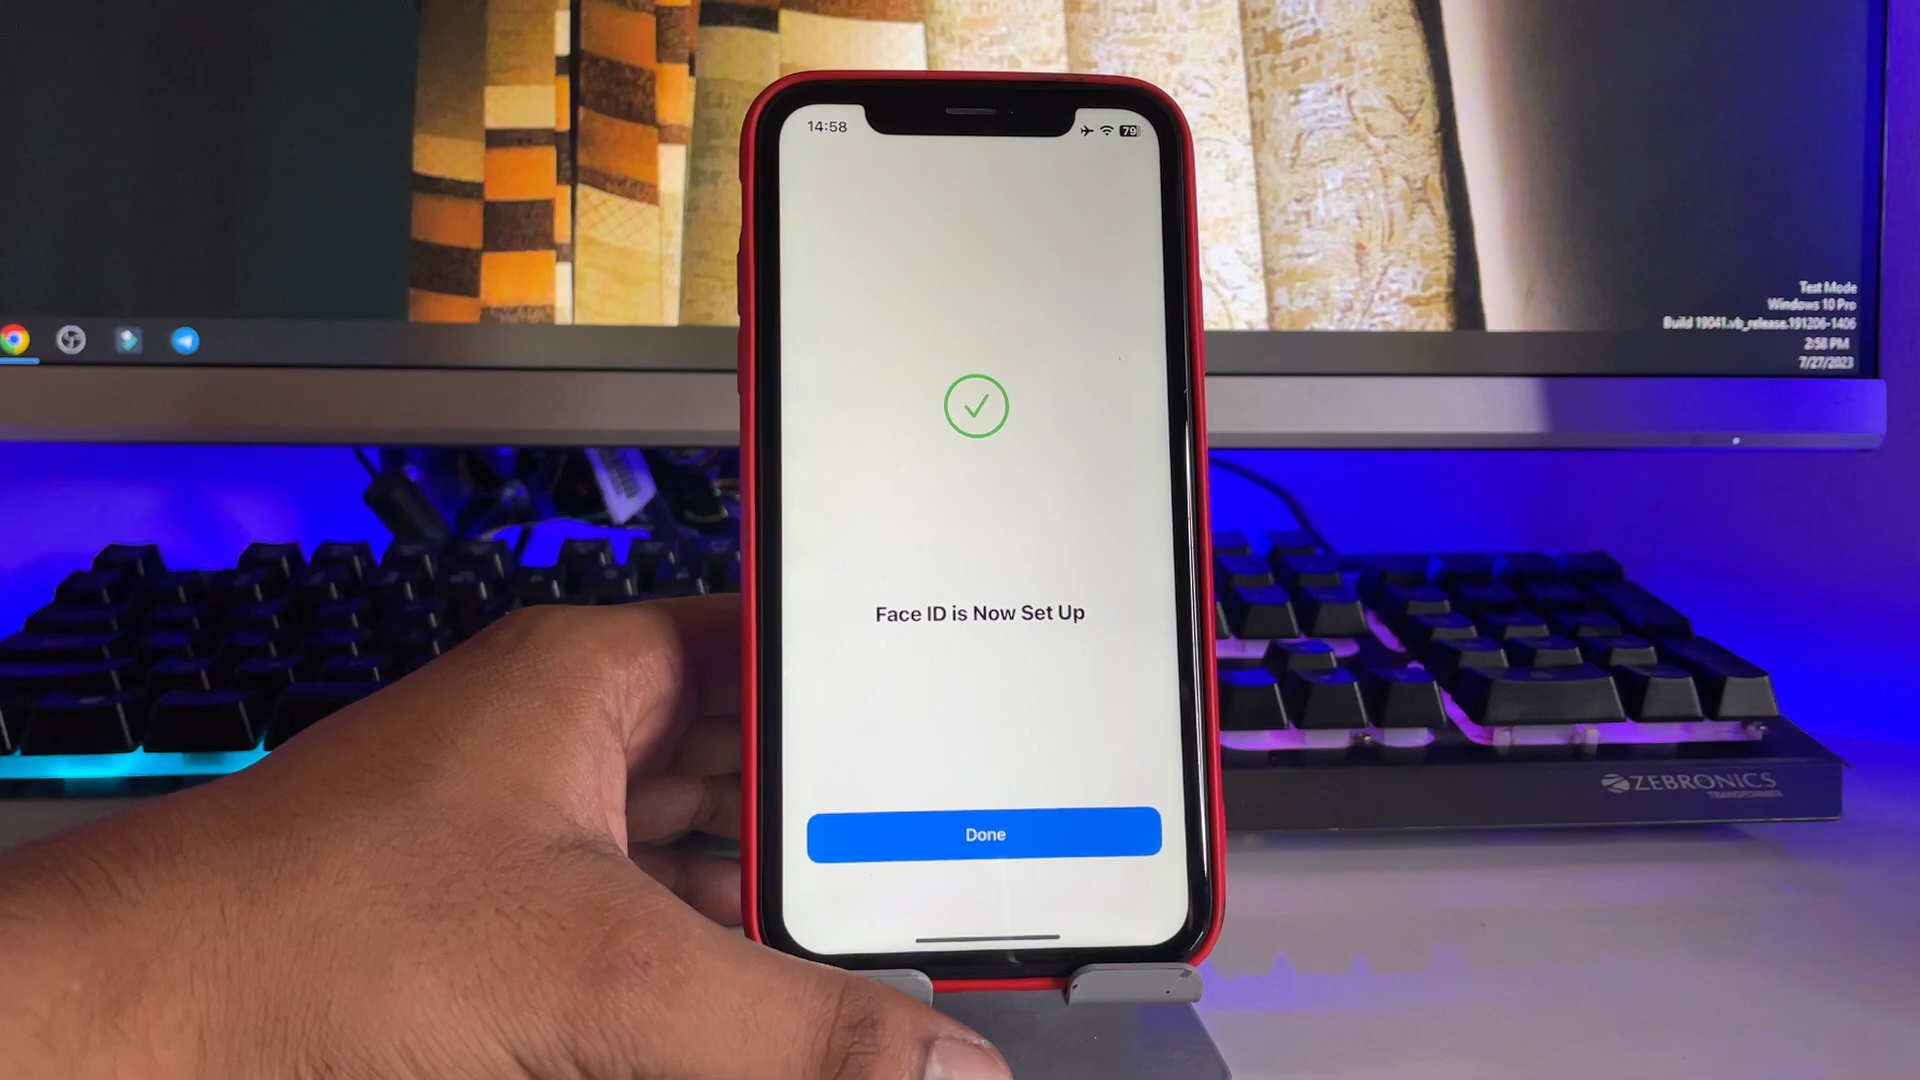 14:58
79
Face ID is Now Set Up
Done
Test Mode
Windows 10 Pro
Build 19041.vb_release.191206-1406
2:58 PM
7/27/2023
ZEBRONICS
TRANSFORMER